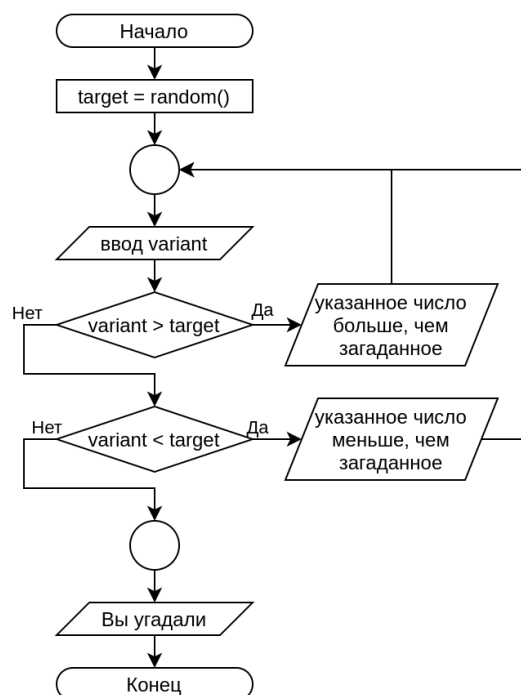 Начало
target = random()
ввод variant
Нет
variant > target
Да
указанное число
больше, чем
загаданное
Нет
variant < target
Да
указанное число
меньше, чем
загаданное
Вы угадали
Конец